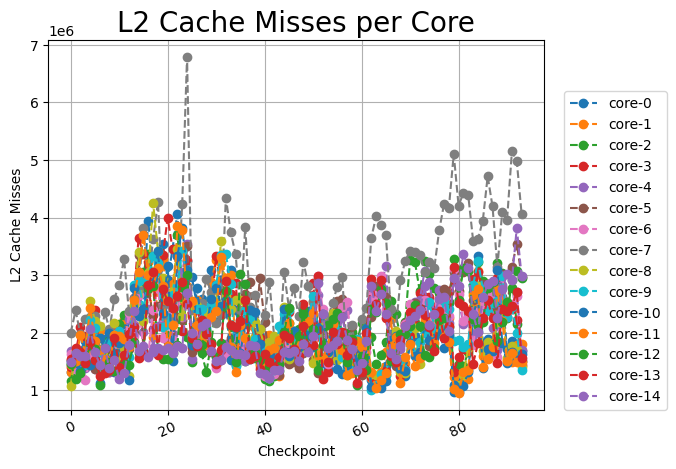 L2 Cache Misses per Core
1e6
7
6
5
4
3
2
1
L2 Cache Misses
0
20
40
60
80
Checkpoint
core-0
core-1
core-2
core-3
core-4
core-5
core-6
core-7
core-8
core-9
core-10
core-11
core-12
core-13
core-14